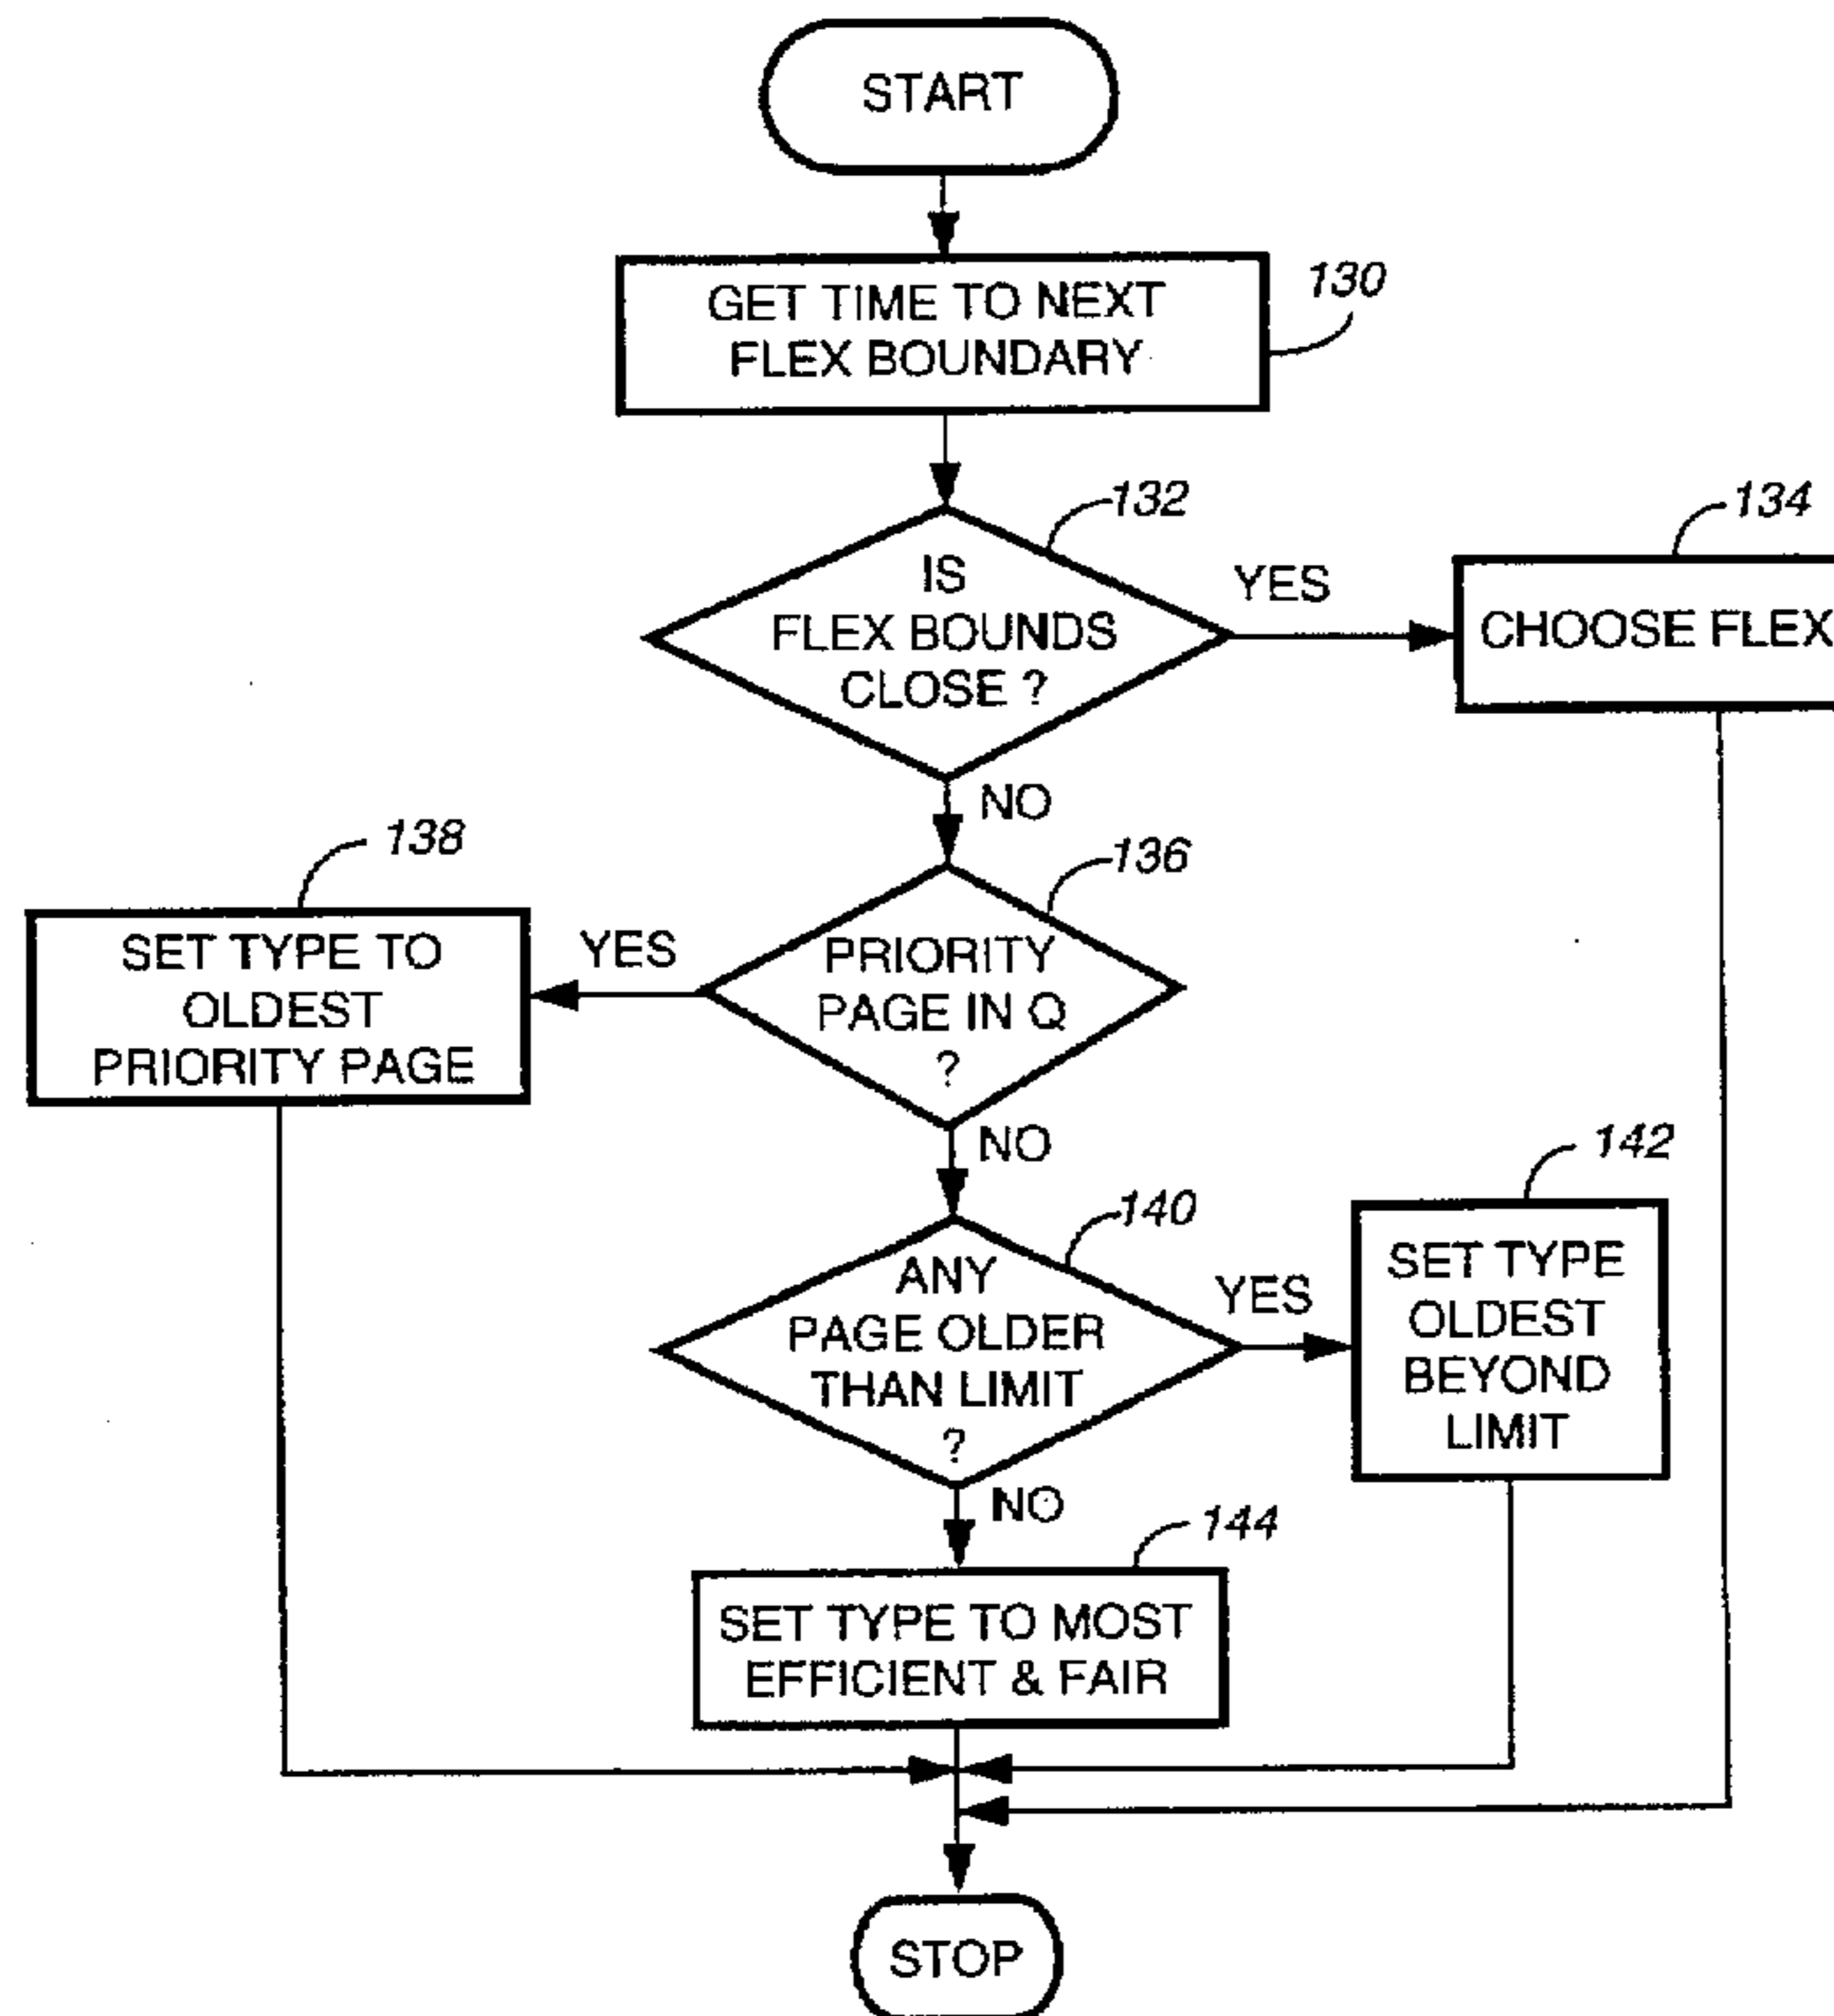 START
GET TIME TO NEXT
FLEX BOUNDARY
130
132
IS
FLEX BOUNDS
CLOSE ?
YES
134
CHOOSE FLEX
NO
138
SET TYPE TO
OLDEST
PRIORITY PAGE
YES
136
PRIORITY
PAGE IN Q
?
NO
140
ANY
PAGE OLDER
THAN LIMIT
?
YES
142
SET TYPE
OLDEST
BEYOND
LIMIT
NO
144
SET TYPE TO MOST
EFFICIENT & FAIR
STOP